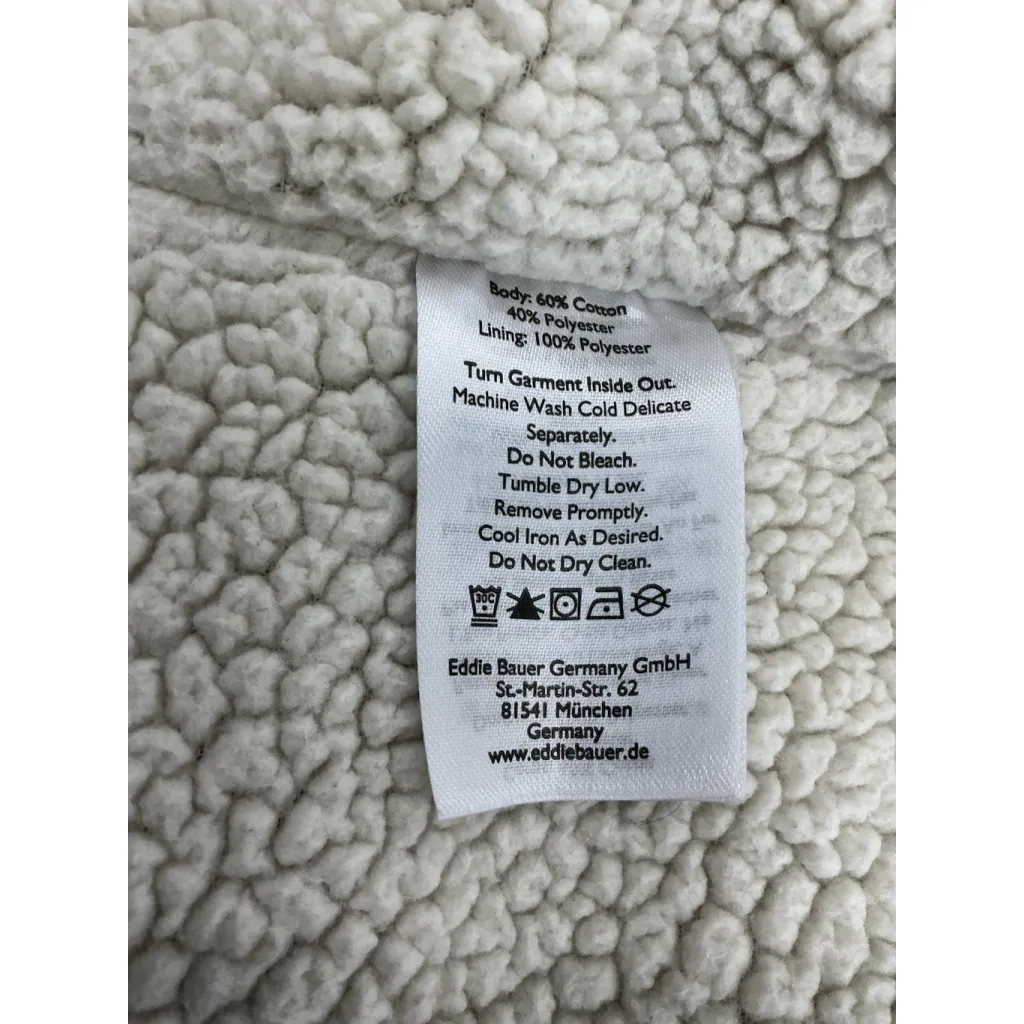 Body: 60% Cotton
40% Polyester
Lining: 100% Polyester
Turn Garment Inside Out.
Machine Wash Cold Delicate
Separately.
Do Not Bleach.
Tumble Dry Low.
Remove Promptly.
Cool Iron As Desired.
Do Not Dry Clean.
30C
Eddie Bauer Germany GmbH
St.-Martin-Str. 62
81541 München
Germany
www.eddiebauer.de